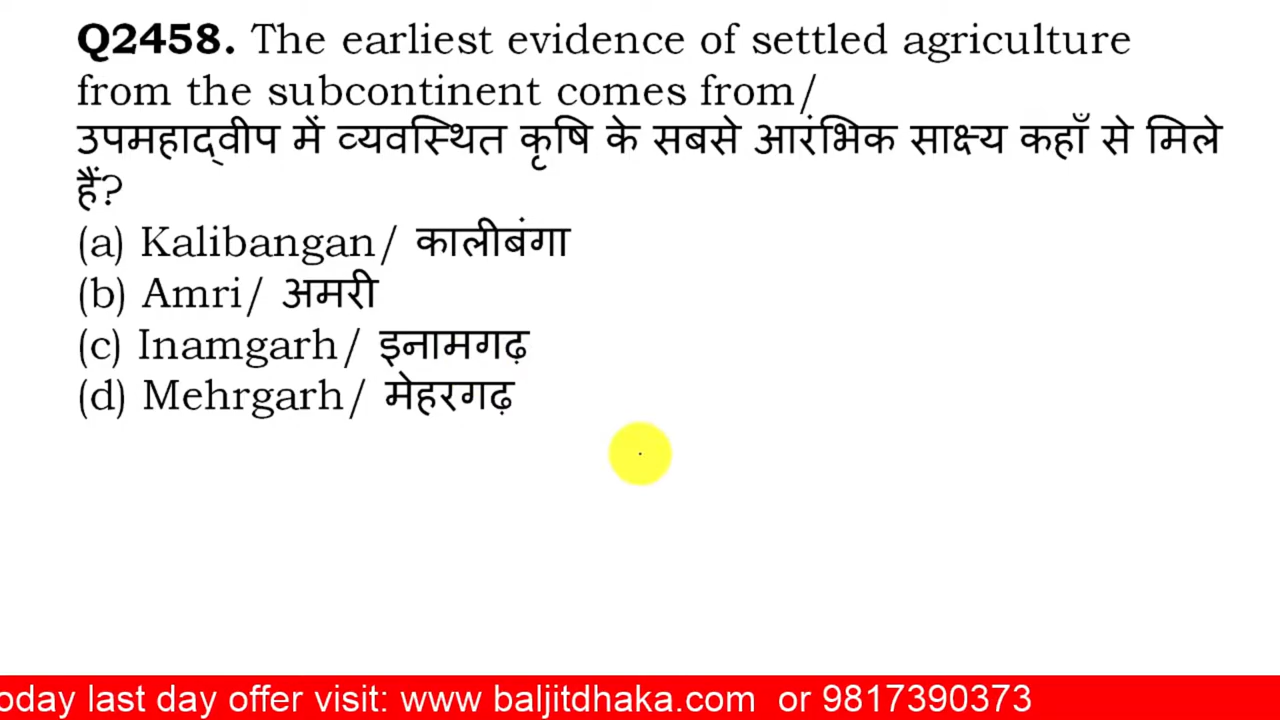 Q2458. The earliest evidence of settled agriculture
from the subcontinent comes from/
उपमहाद्वीप में व्यवस्थित कृषि के सबसे आरंभिक साक्ष्य कहाँ से मिले
हैं?
(a) Kalibangan/ कालीबंगा
(b) Amri/ अमरी
(c) Inamgarh/ इनामगढ़
(d) Mehrgarh/ मेहरगढ़
oday last day offer visit: www baljitdhaka.com or 9817390373